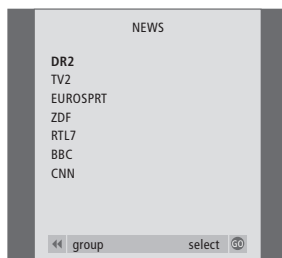 NEWS
DR2
TV2
EUROSPRT
ZDF
RTL7
BBC
CNN
group select GO